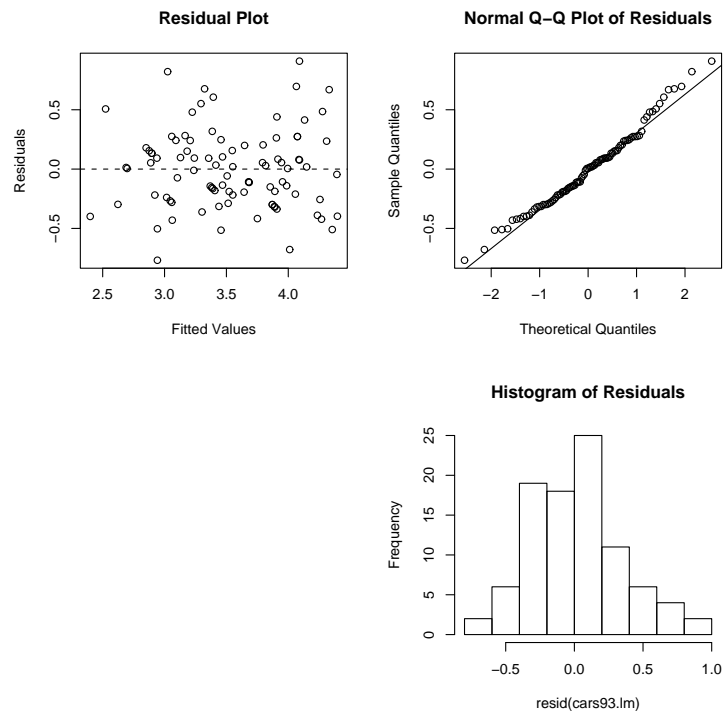 Residual Plot
Residuals
0.5
0.0
−0.5
2.5 3.0 3.5 4.0
Fitted Values
Normal Q−Q Plot of Residuals
Sample Quantiles
0.5
0.0
−0.5
−2 −1 0 1 2
Theoretical Quantiles
Histogram of Residuals
Frequency
25
20
15
10
5
0
−0.5 0.0 0.5 1.0
resid(cars93.lm)